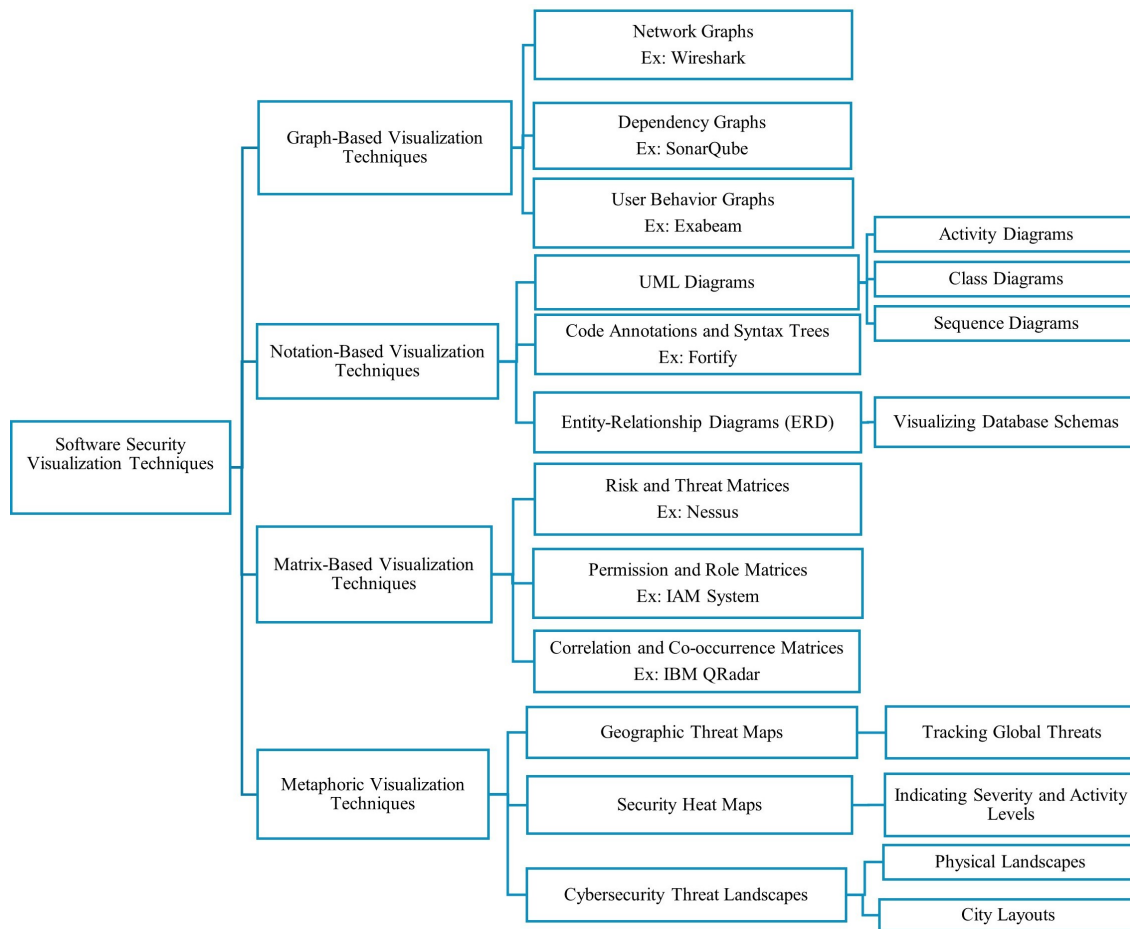 Network Graphs
Ex: Wireshark
Graph-Based Visualization
Techniques
Dependency Graphs
Ex: SonarQube
User Behavior Graphs
Ex: Exabeam
Activity Diagrams
UML Diagrams
Class Diagrams
Sequence Diagrams
Notation-Based Visualization
Techniques
Code Annotations and Syntax Trees
Ex: Fortify
Entity-Relationship Diagrams (ERD)
Visualizing Database Schemas
Software Security
Visualization Techniques
Risk and Threat Matrices
Ex: Nessus
Matrix-Based Visualization
Techniques
Permission and Role Matrices
Ex: IAM System
Correlation and Co-occurrence Matrices
Ex: IBM QRadar
Geographic Threat Maps
Tracking Global Threats
Metaphoric Visualization
Techniques
Security Heat Maps
Indicating Severity and Activity
Levels
Cybersecurity Threat Landscapes
Physical Landscapes
City Layouts